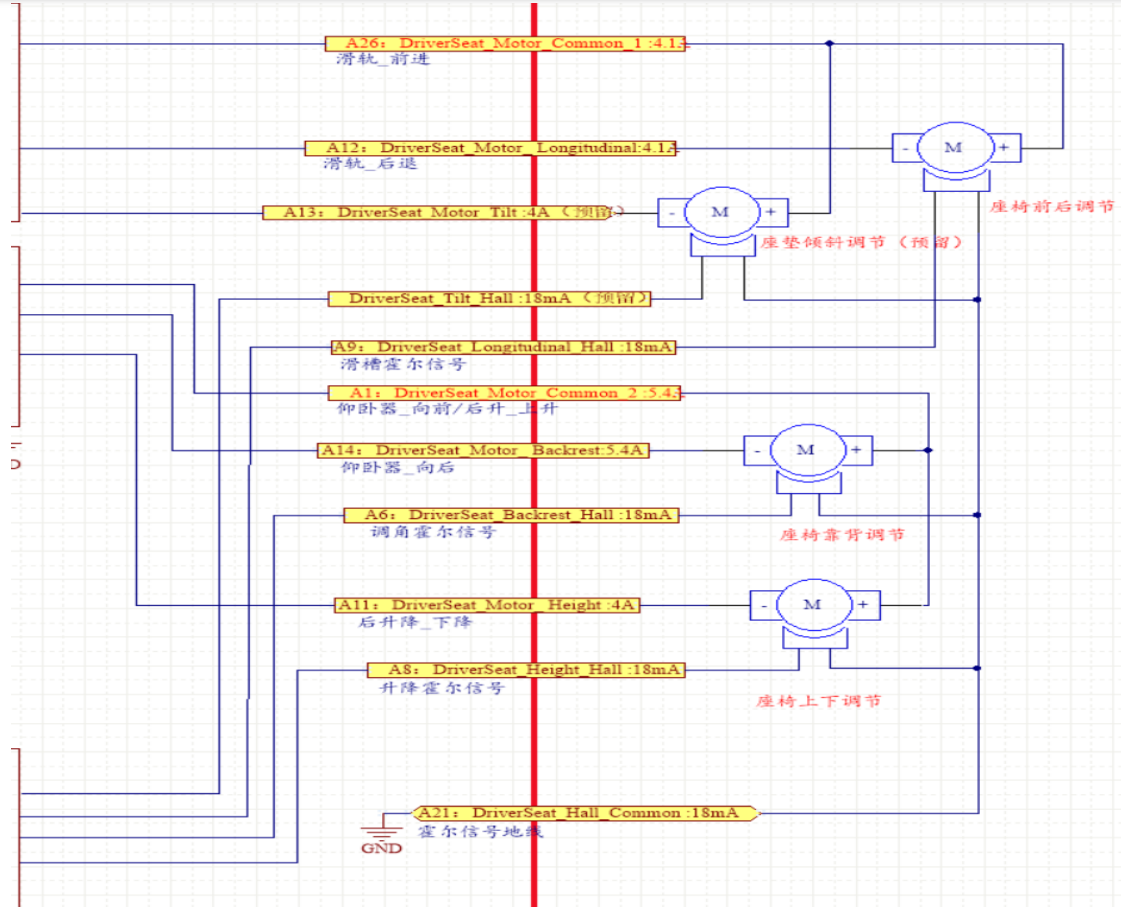 A26: DriverSeat_Motor_Common_1 :4.1
滑轨_前进
A12: DriverSeat_Motor_Longitudinal:4.1
滑轨_后退
- M +
座椅前后调节
A13: DriverSeat_Motor_Tilt :4A（预留）
- M +
座垫倾斜调节（预留）
DriverSeat_Tilt_Hall :18mA（预留）
A9: DriverSeat_Longitudinal_Hall :18mA
滑槽霍尔信号
A1: DriverSeat_Motor_Common_2 :5.4
仰卧器_向前/后升_上升
A14: DriverSeat_Motor_Backrest:5.4A
仰卧器_向后
- M +
A6: DriverSeat_Backrest_Hall :18mA
调角霍尔信号
座椅靠背调节
A11: DriverSeat_Motor_Height :4A
后升降_下降
- M +
A8: DriverSeat_Height_Hall :18mA
升降霍尔信号
座椅上下调节
A21: DriverSeat_Hall_Common :18mA
霍尔信号地线
GND